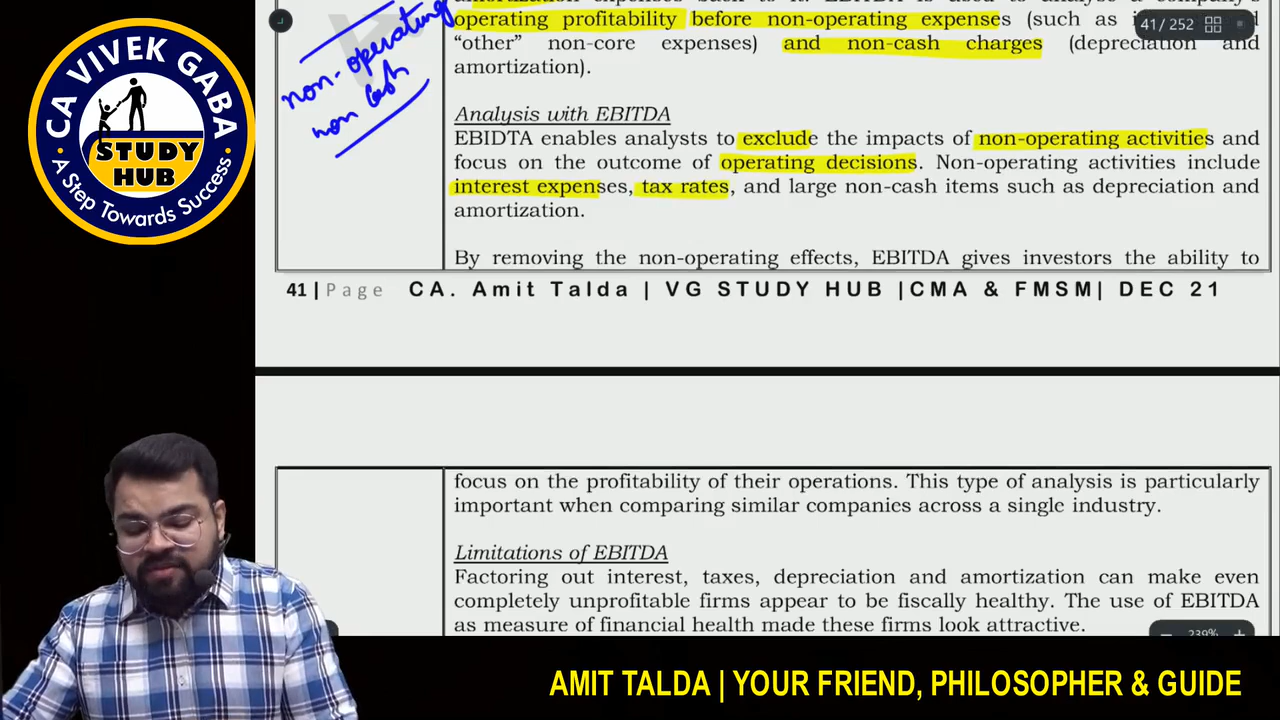 CA VIVEK GABA
STUDY
HUB
· A Step Towards Success ·
non-operating
non Cash
operating profitability before non-operating expenses (such as
41 / 252
“other” non-core expenses) and non-cash charges (depreciation and
amortization).
Analysis with EBITDA
EBIDTA enables analysts to exclude the impacts of non-operating activities and
focus on the outcome of operating decisions. Non-operating activities include
interest expenses, tax rates, and large non-cash items such as depreciation and
amortization.
By removing the non-operating effects, EBITDA gives investors the ability to
41 | Page CA. Amit Talda | VG STUDY HUB |CMA & FMSM| DEC 21
focus on the profitability of their operations. This type of analysis is particularly
important when comparing similar companies across a single industry.
Limitations of EBITDA
Factoring out interest, taxes, depreciation and amortization can make even
completely unprofitable firms appear to be fiscally healthy. The use of EBITDA
as measure of financial health made these firms look attractive.
AMIT TALDA | YOUR FRIEND, PHILOSOPHER & GUIDE